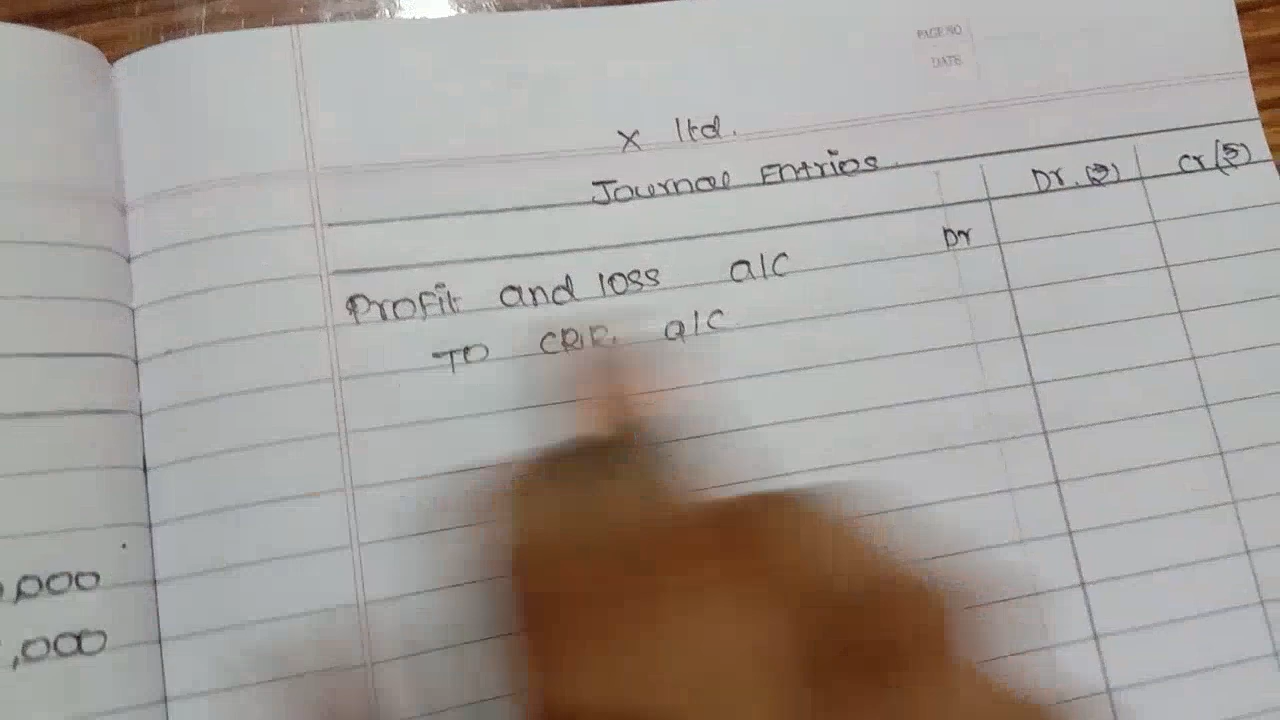 PAGE NO
DATE
X ltd.
Journal Entries
Dr. (₹) Cr (₹)
Profit and loss a/c Dr
TO CRR. a/c
,000
,000